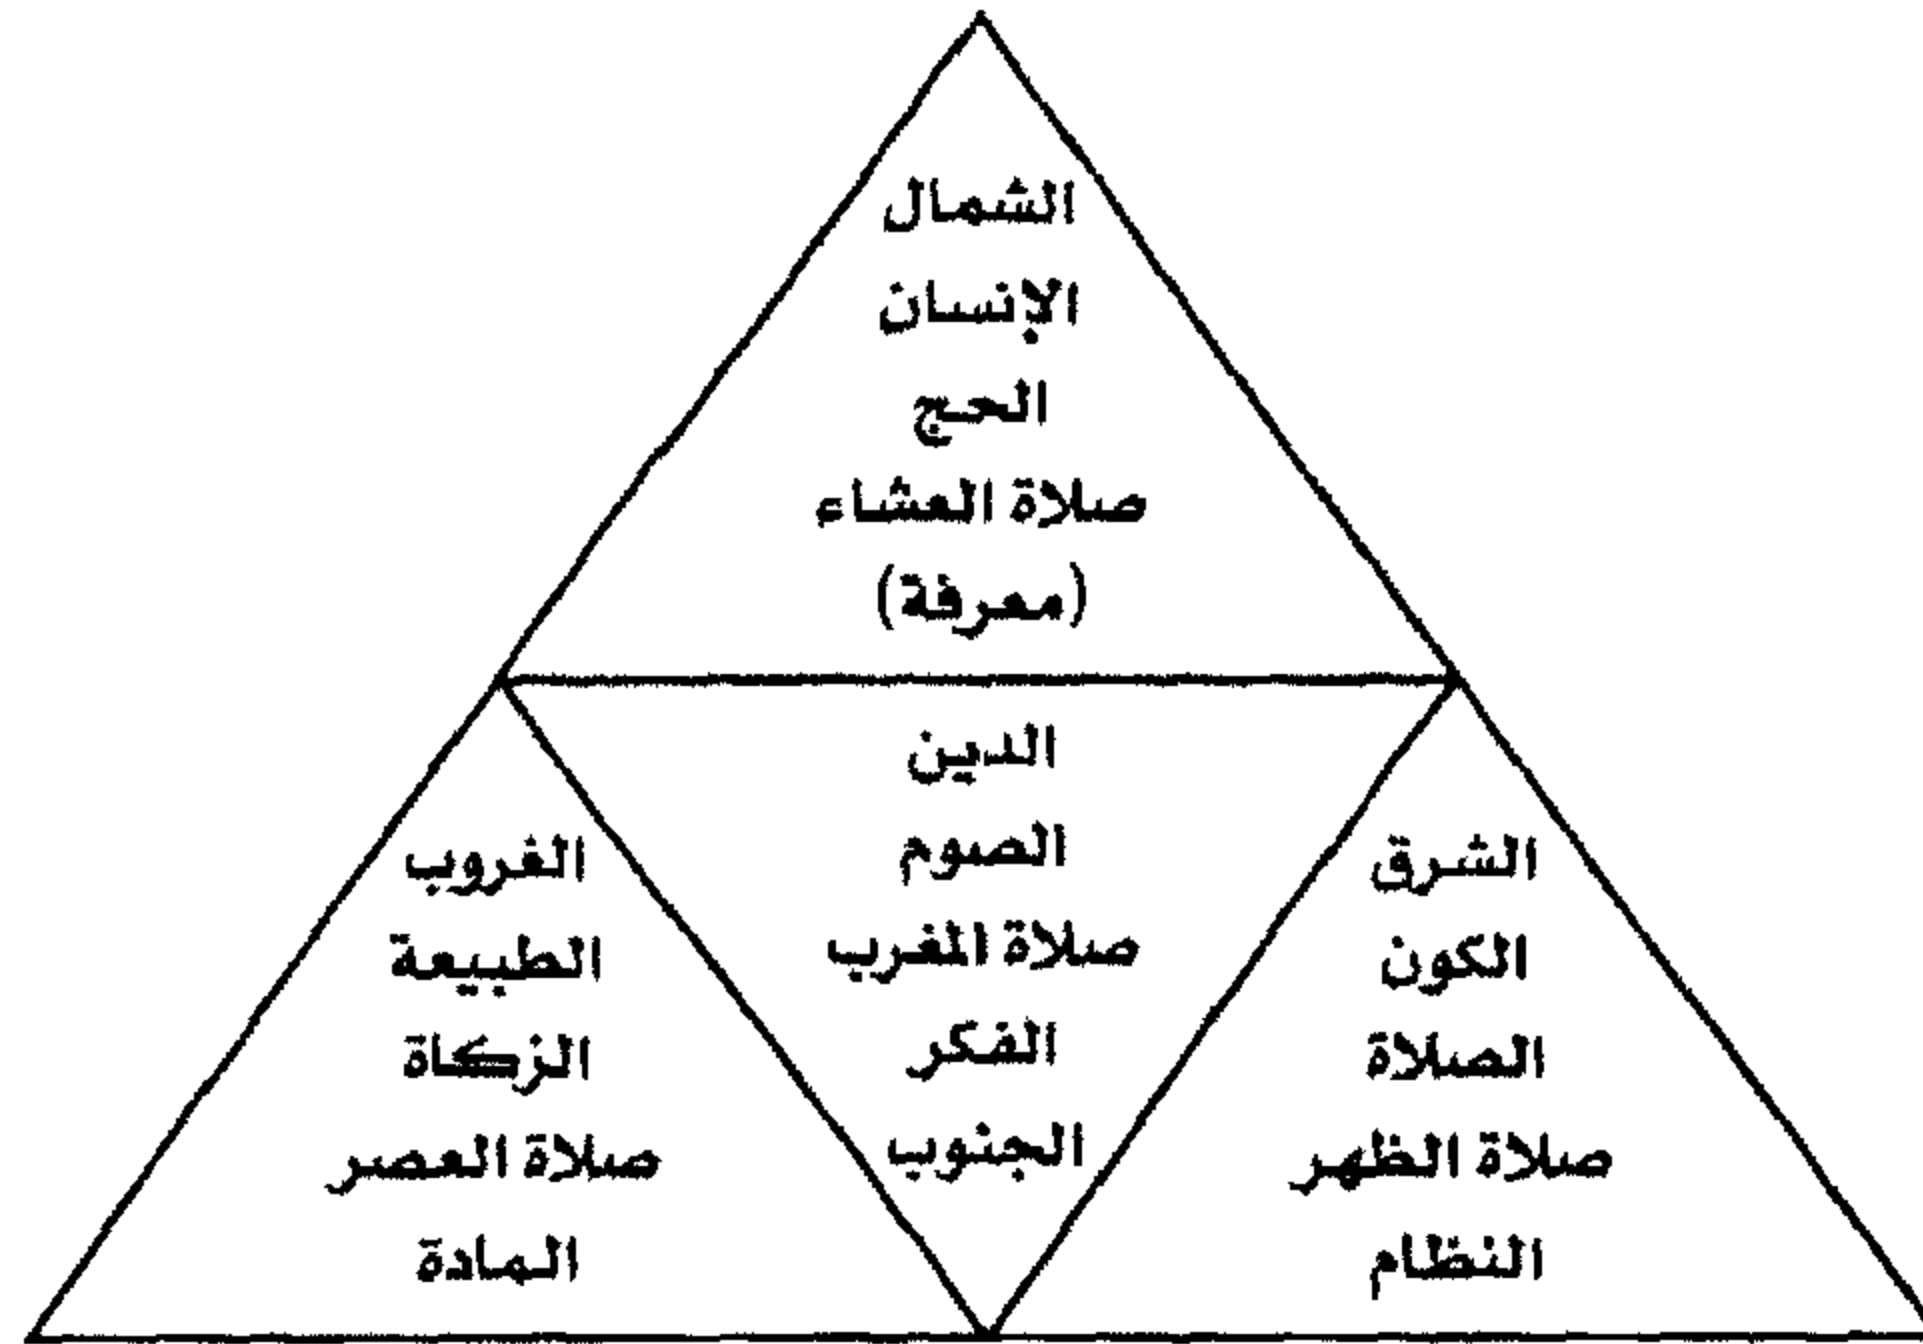 الشمال
الإنسان
الحج
صلاة العشاء
(معرفة)
الدين
الصوم
صلاة المغرب
الفكر
الجنوب
الشرق
الكون
الصلاة
صلاة الظهر
النظام
الغروب
الطبيعة
الزكاة
صلاة العصر
المادة